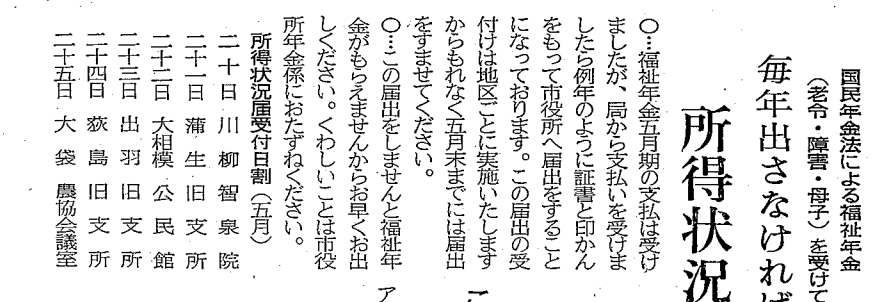 国民年金法による福祉年金
（老令・障害・母子）を受けて
毎年出さなければ
所得状況
○…福祉年金五月期の支払は受け
ましたが、局から支払いを受けま
したら例年のように証書と印かん
をもって市役所へ届出をすること
になっております。この届出の受
付けは地区ごとに実施いたします
からもれなく五月末までには届出
をすませてください。
○…この届出をしませんと福祉年
金がもらえませんからお早くお出
しください。くわしいことは市役
所年金係におたずねください。
所得状況届受付日割（五月）
二十日 川柳智泉院
二十一日 蒲生旧支所
二十二日 大相模公民館
二十三日 出羽旧支所
二十四日 荻島旧支所
二十五日 大袋農協会議室
こ
ア